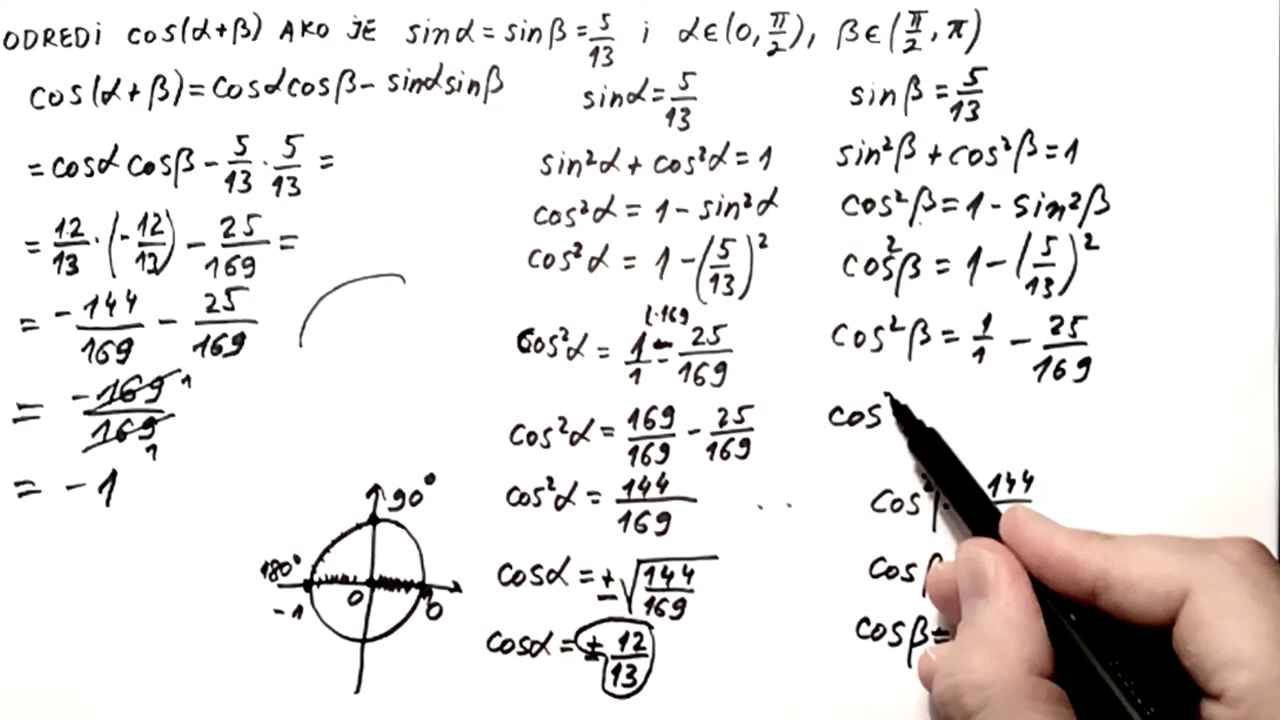 ODREDI cos(α+β) AKO JE sinα = sinβ = 5/13 i α∈(0, π/2), β∈(π/2, π)
cos(α+β) = cosα cosβ - sinα sinβ
= cosα cosβ - 5/13 · 5/13 =
= 12/13 · (-12/13) - 25/169 =
= -144/169 - 25/169
= -169/169 1 1
= -1
180° 90° -1 0 0
sinα = 5/13
sin²α + cos²α = 1
cos²α = 1 - sin²α
cos²α = 1 - (5/13)²
cos²α = 1/1 - 25/169
cos²α = 169/169 - 25/169
cos²α = 144/169 . .
cosα = ± √144/169
cosα = ± 12/13
sinβ = 5/13
sin²β + cos²β = 1
cos²β = 1 - sin²β
cos²β = 1 - (5/13)²
cos²β = 1/1 - 25/169
cos
cos² 144
cosβ
cosβ =